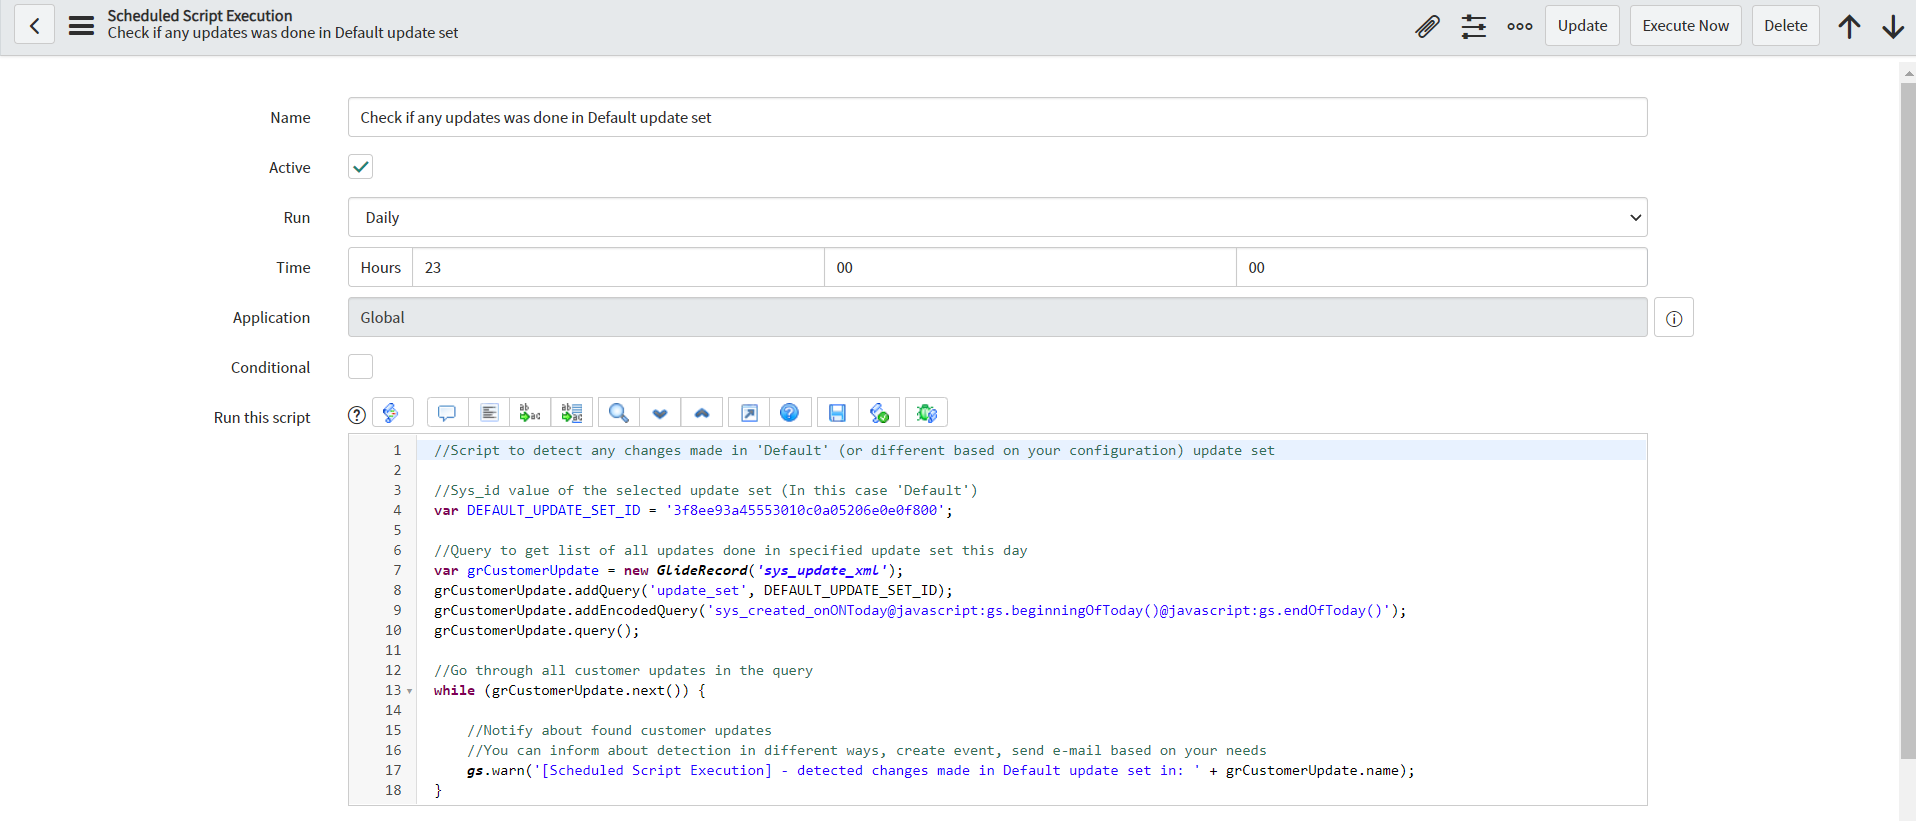 Scheduled Script Execution
Check if any updates was done in Default update set
Update
Execute Now
Delete
Name
Check if any updates was done in Default update set
Active
Run
Daily
Time
Hours
23
00
00
Application
Global
Conditional
Run this script
1 //Script to detect any changes made in 'Default' (or different based on your configuration) update set
2
3 //Sys_id value of the selected update set (In this case 'Default')
4 var DEFAULT_UPDATE_SET_ID = '3f8ee93a45553010c0a05206e0e0f800';
5
6 //Query to get list of all updates done in specified update set this day
7 var grCustomerUpdate = new GlideRecord('sys_update_xml');
8 grCustomerUpdate.addQuery('update_set', DEFAULT_UPDATE_SET_ID);
9 grCustomerUpdate.addEncodedQuery('sys_created_onONToday@javascript:gs.beginningOfToday()@javascript:gs.endOfToday()');
10 grCustomerUpdate.query();
11
12 //Go through all customer updates in the query
13 while (grCustomerUpdate.next()) {
14
15 //Notify about found customer updates
16 //You can inform about detection in different ways, create event, send e-mail based on your needs
17 gs.warn('[Scheduled Script Execution] - detected changes made in Default update set in: ' + grCustomerUpdate.name);
18 }